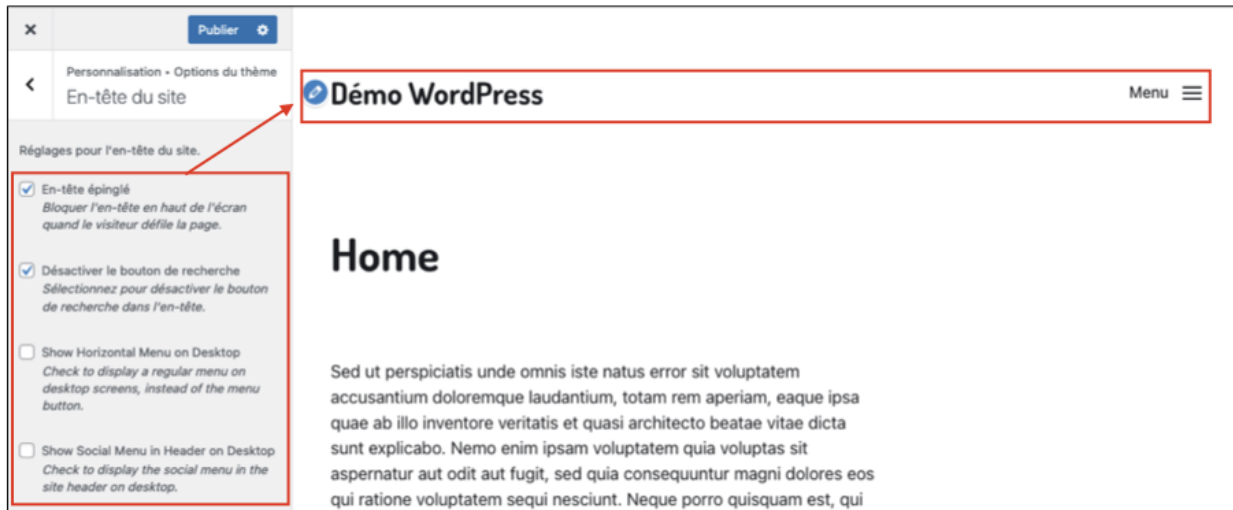 Publier
Personnalisation • Options du thème
En-tête du site
Réglages pour l'en-tête du site.
En-tête épinglé
Bloquer l'en-tête en haut de l'écran
quand le visiteur défile la page.
Désactiver le bouton de recherche
Sélectionnez pour désactiver le bouton
de recherche dans l'en-tête.
Show Horizontal Menu on Desktop
Check to display a regular menu on
desktop screens, instead of the menu
button.
Show Social Menu in Header on Desktop
Check to display the social menu in the
site header on desktop.
Démo WordPress
Menu
Home
Sed ut perspiciatis unde omnis iste natus error sit voluptatem
accusantium doloremque laudantium, totam rem aperiam, eaque ipsa
quae ab illo inventore veritatis et quasi architecto beatae vitae dicta
sunt explicabo. Nemo enim ipsam voluptatem quia voluptas sit
aspernatur aut odit aut fugit, sed quia consequuntur magni dolores eos
qui ratione voluptatem sequi nesciunt. Neque porro quisquam est, qui